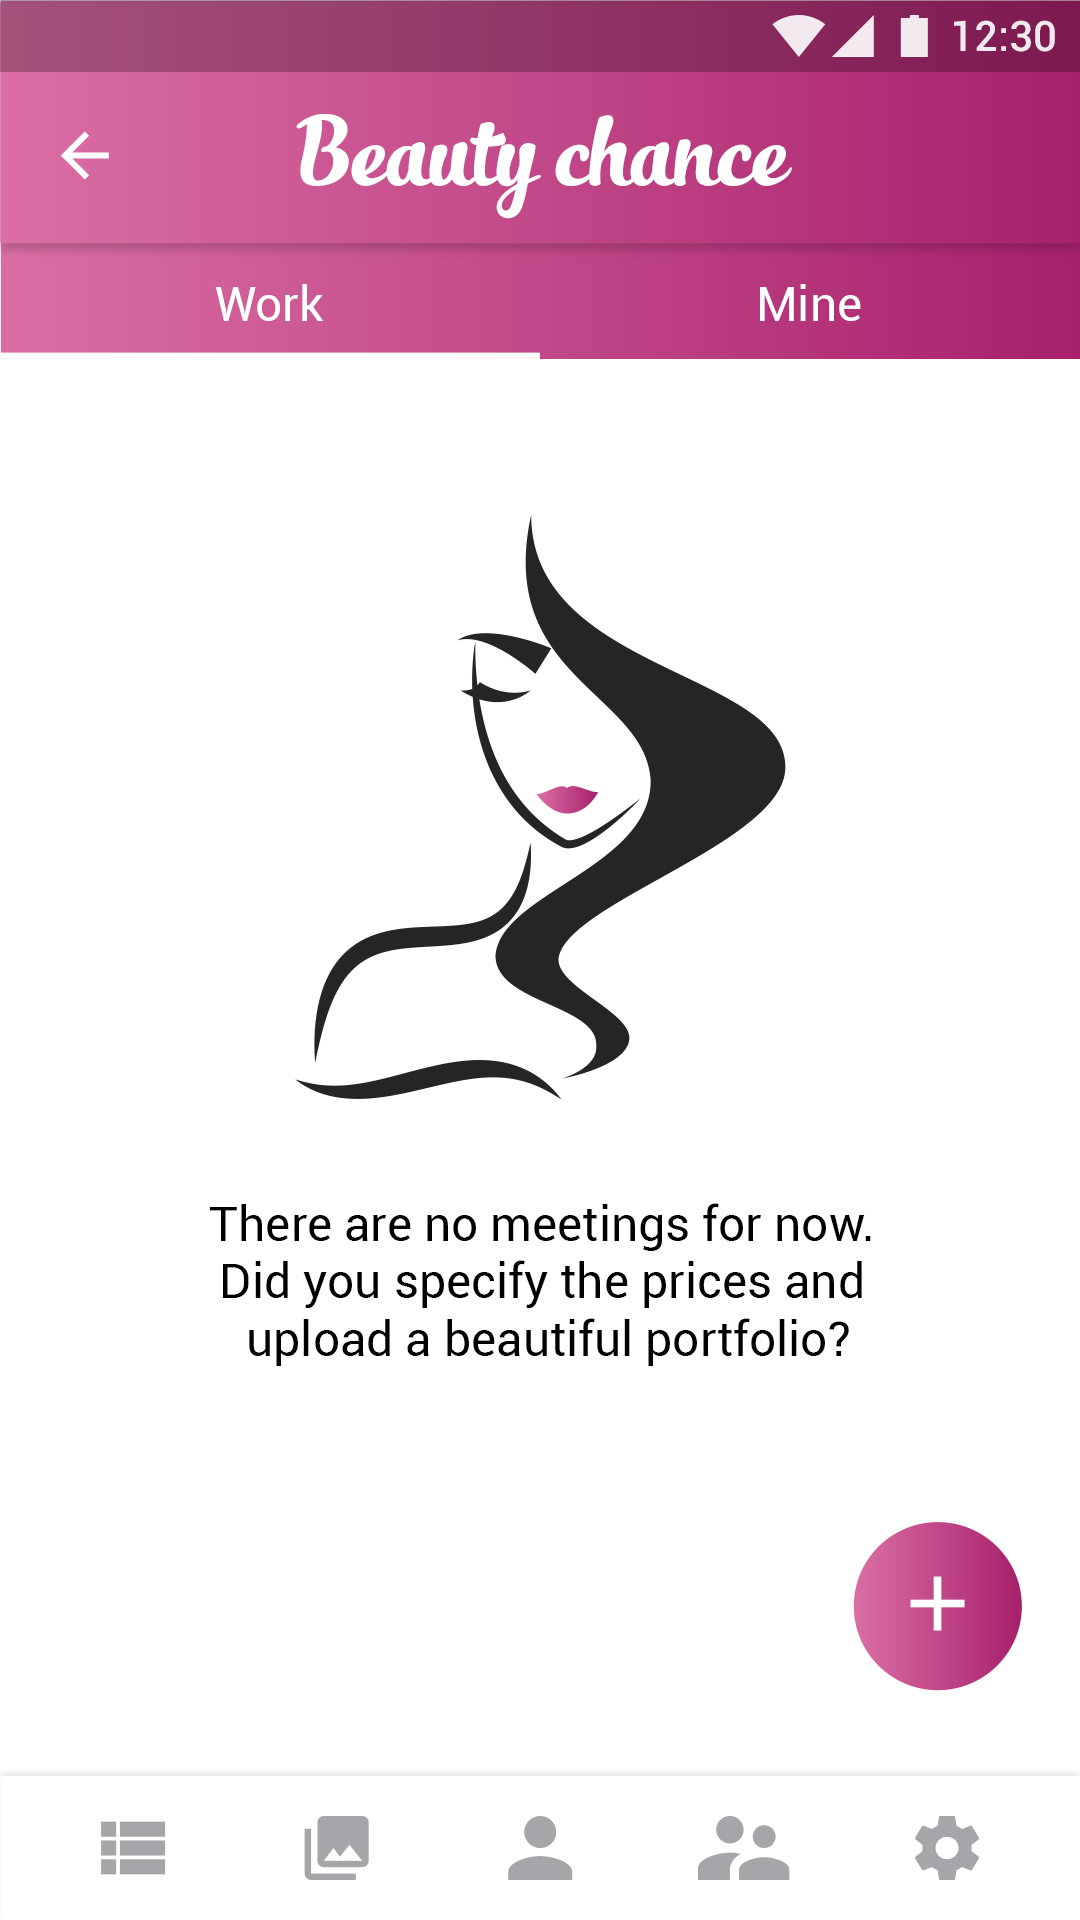 12:30
Beauty chance
Work
Mine
There are no meetings for now.
Did you specify the prices and
upload a beautiful portfolio?